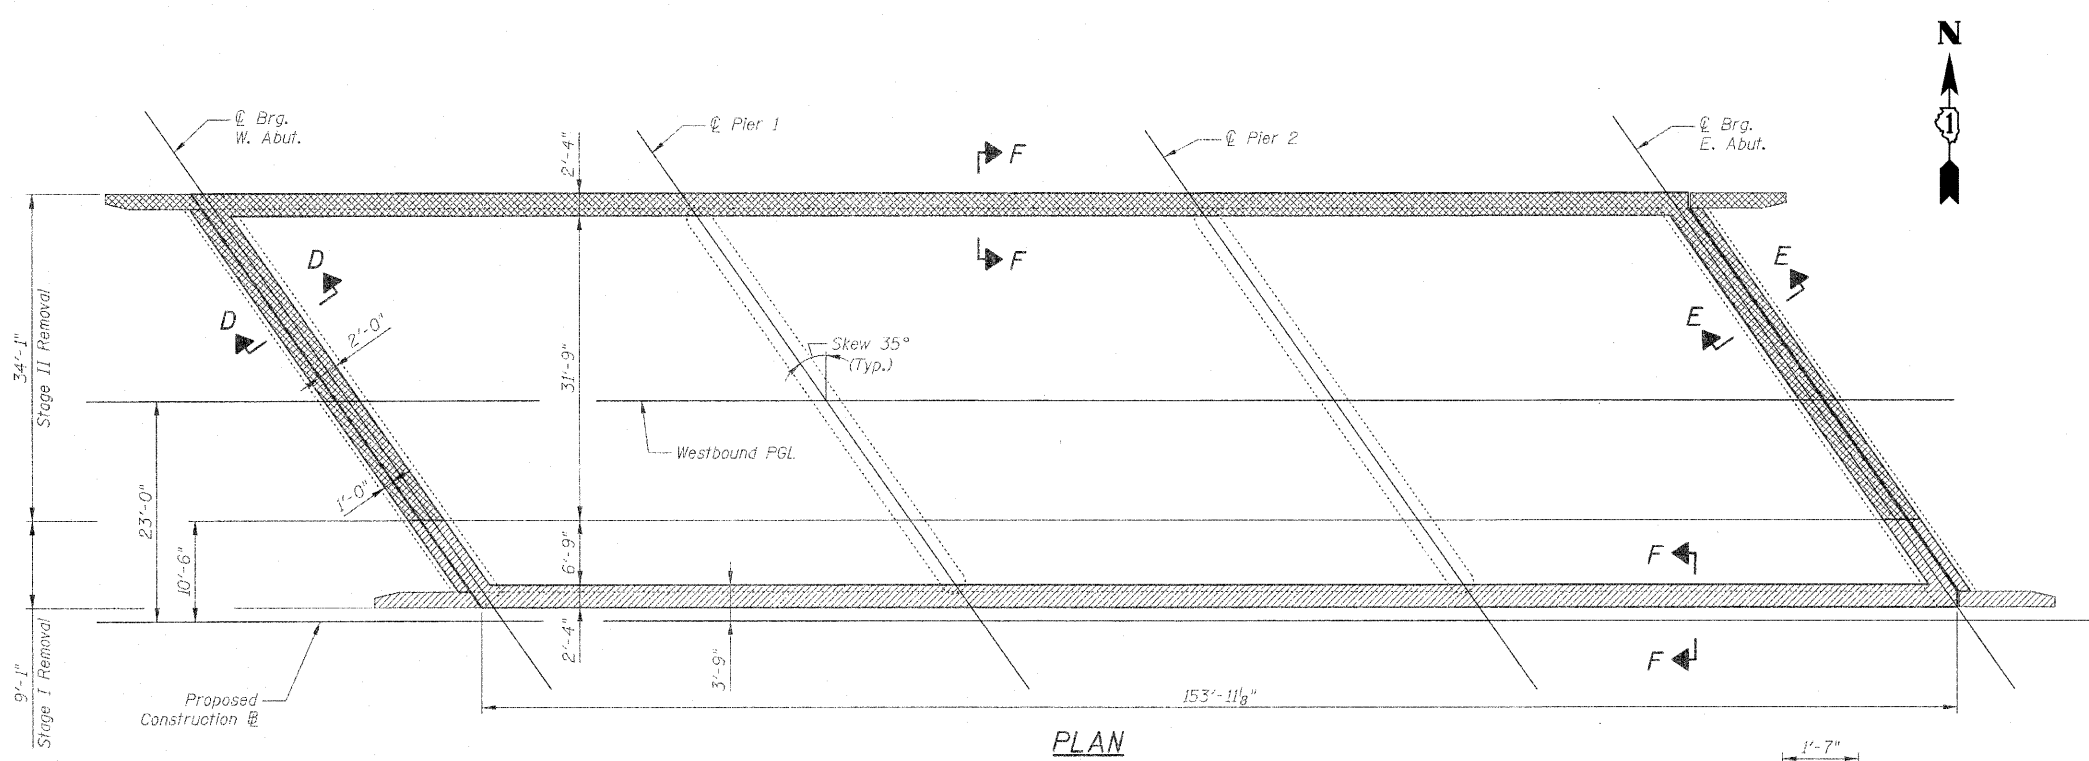 N
1
℄ Brg.
W. Abut.
℄ Pier 1
2'-4"
F
℄ Pier 2
℄ Brg.
E. Abut.
D
F
E
D
2'-0"
E
34'-1"
Stage II Removal
31'-9"
Skew 35°
(Typ.)
Westbound PGL
23'-0"
1'-0"
10'-6"
6'-9"
F
9'-1"
Stage I Removal
2'-4"
3'-9"
F
Proposed
Construction ℄
153'-11⅛"
PLAN
1'-7"